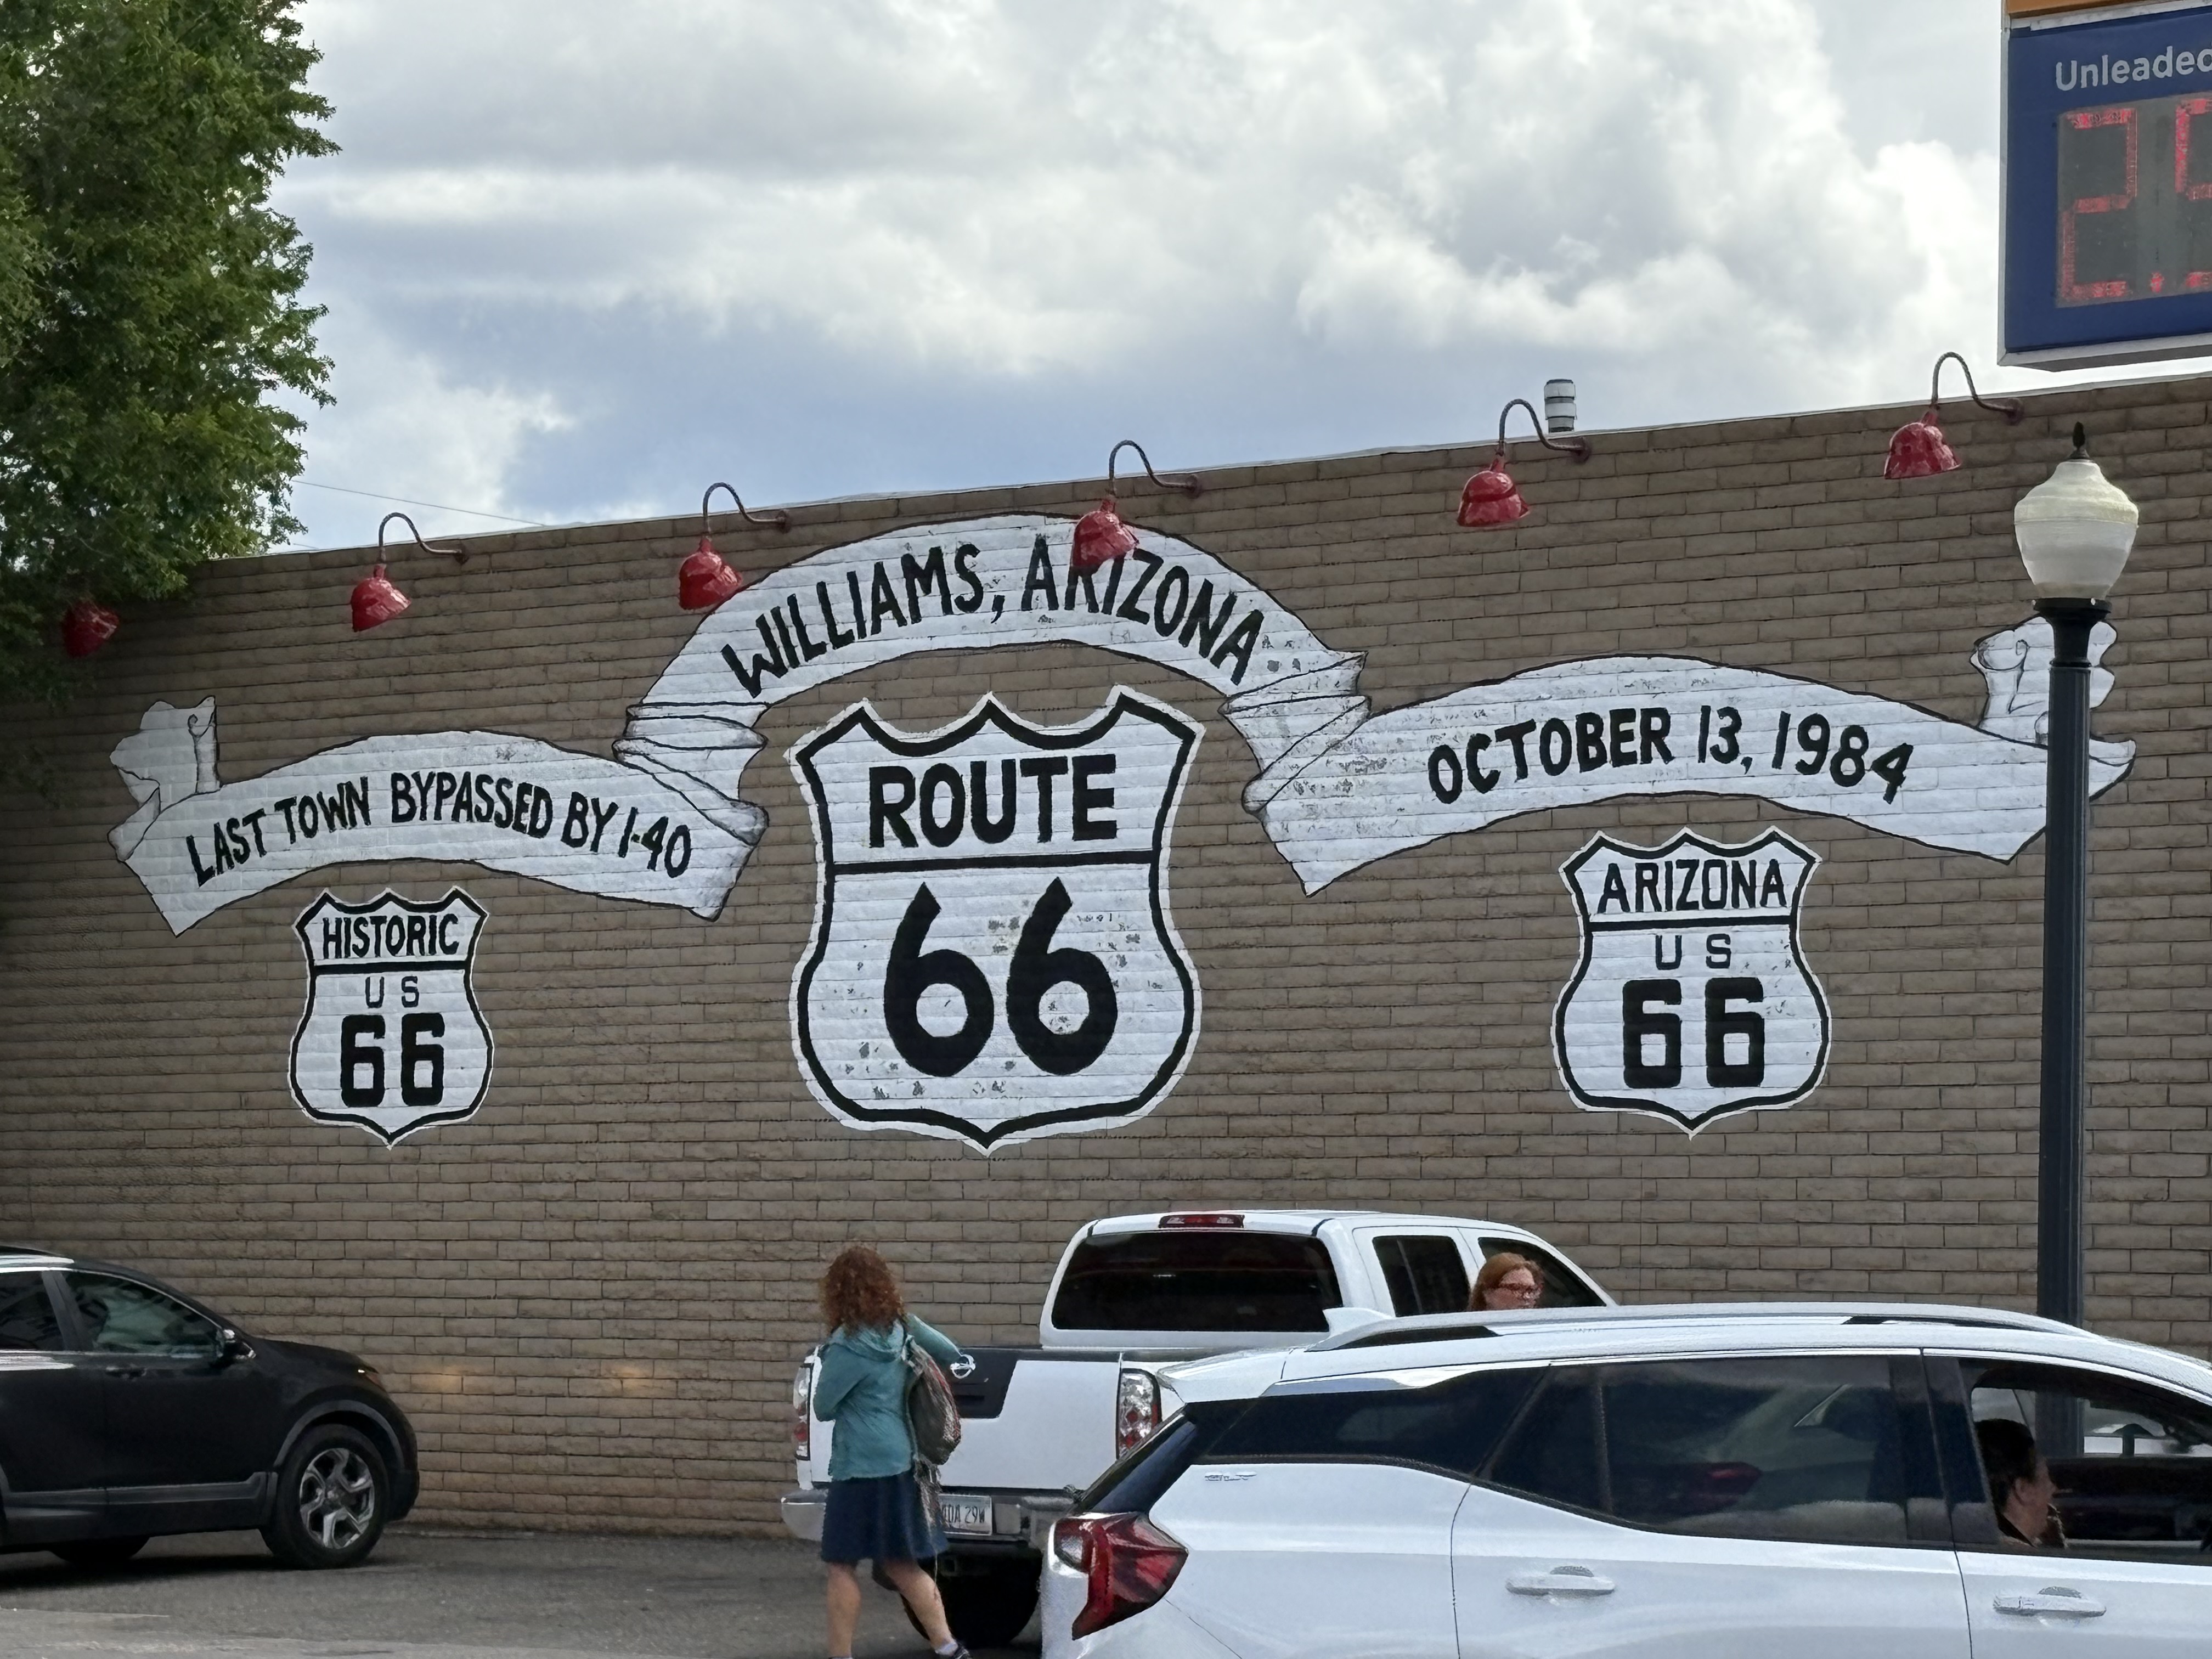 Unleaded
WILLIAMS, ARIZONA
LAST TOWN BYPASSED BY I-40
OCTOBER 13, 1984
ROUTE
66
HISTORIC
US
66
ARIZONA
US
66